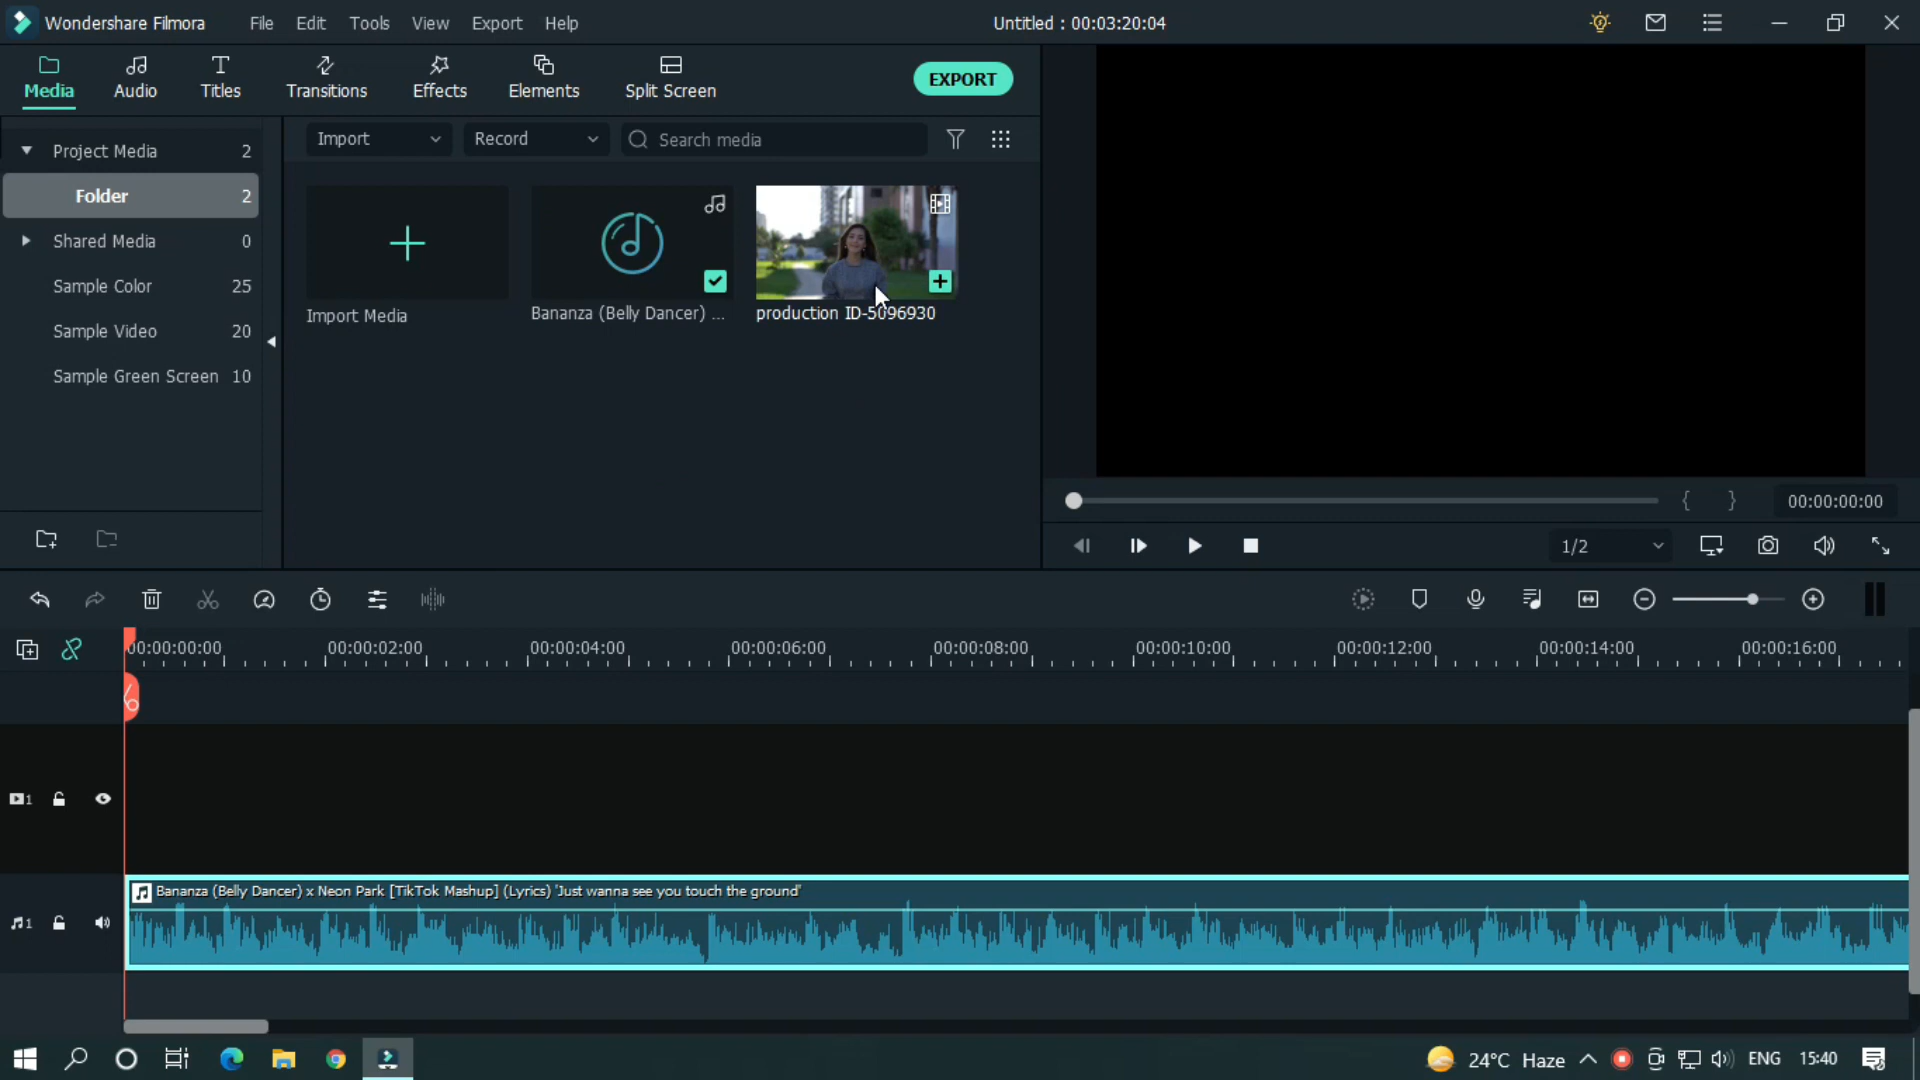 Wondershare Filmora File Edit Tools View Export Help Untitled : 00:03:20:04
Media Audio Titles Transitions Effects Elements Split Screen EXPORT
Project Media 2
Folder 2
Shared Media 0
Sample Color 25
Sample Video 20
Sample Green Screen 10
Import Record Search media
Import Media Bananza (Belly Dancer) ... production ID-5096930
00:00:00:00
1/2
00:00:00:00 00:00:02:00 00:00:04:00 00:00:06:00 00:00:08:00 00:00:10:00 00:00:12:00 00:00:14:00 00:00:16:00
1
Bananza (Belly Dancer) x Neon Park [TikTok Mashup] (Lyrics) 'Just wanna see you touch the ground'
1
24°C Haze ENG 15:40